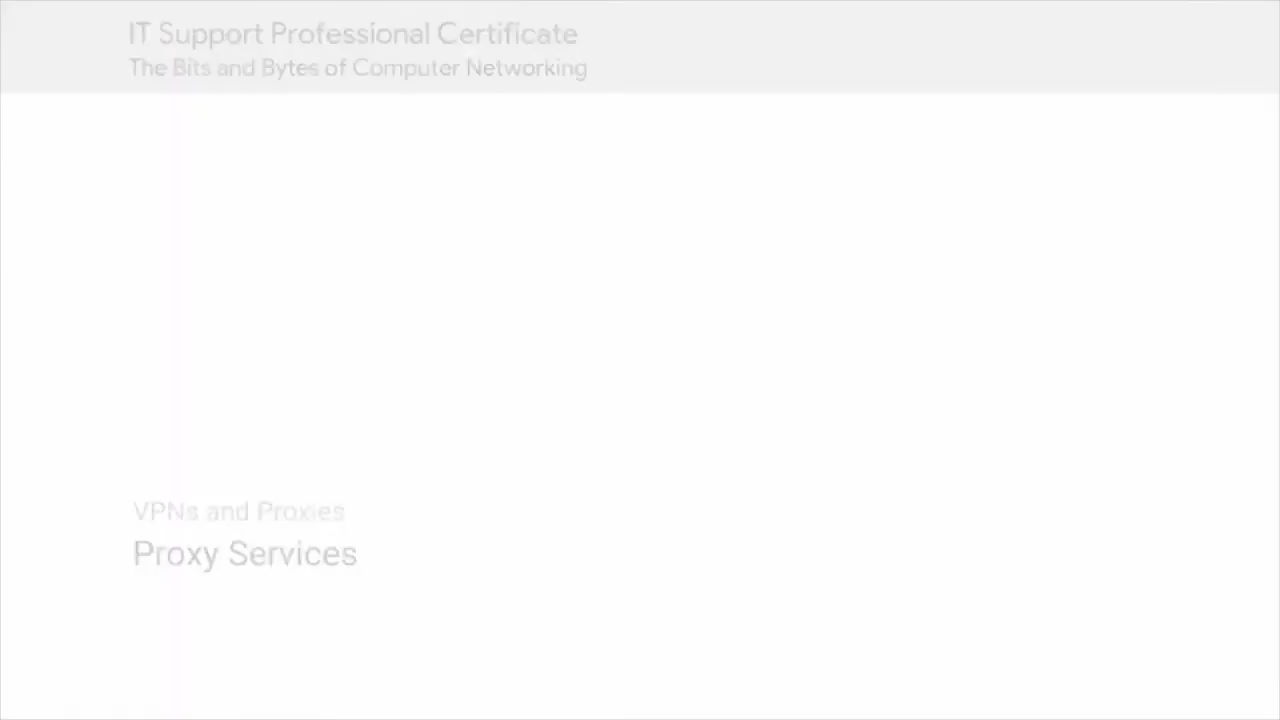 IT Support Professional Certificate
The Bits and Bytes of Computer Networking
VPNs and Proxies
Proxy Services